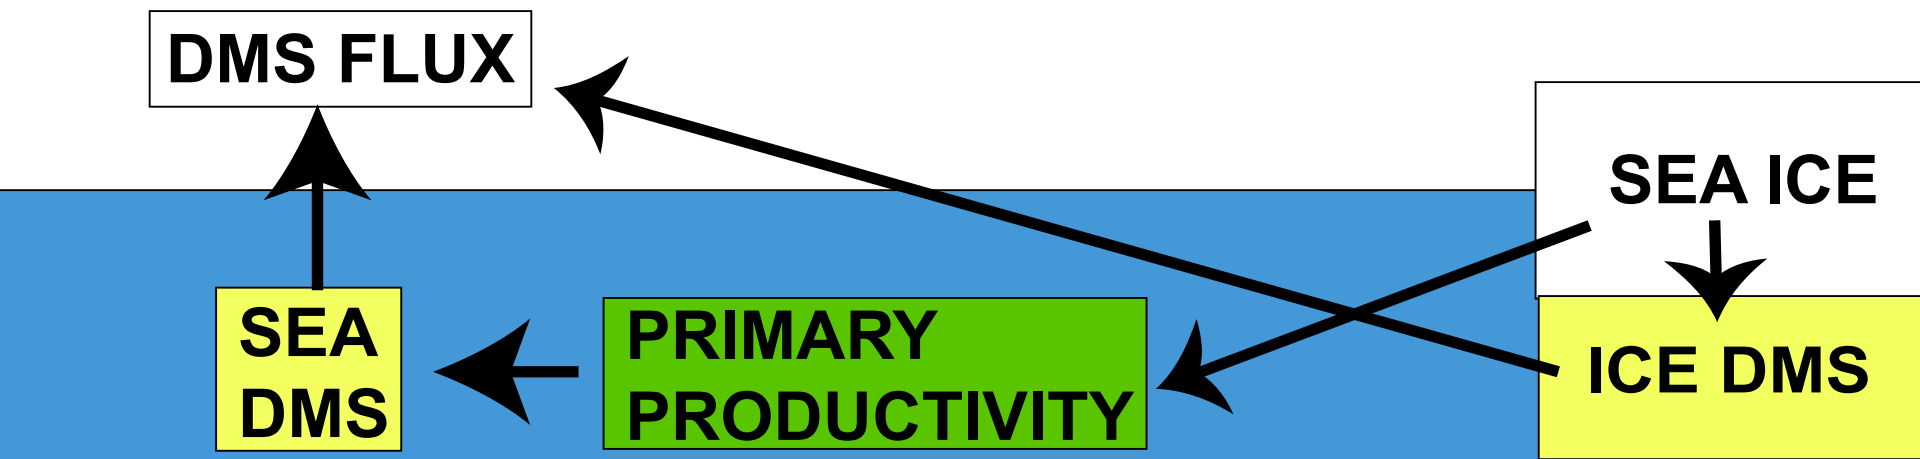 DMS FLUX
SEA ICE
SEA
DMS
PRIMARY
PRODUCTIVITY
ICE DMS